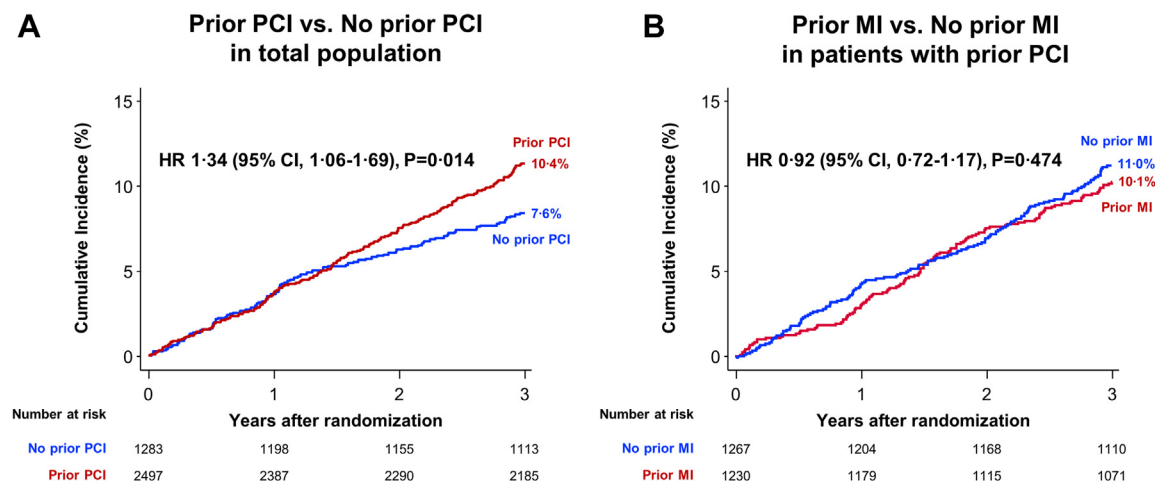 A
Prior PCI vs. No prior PCI
in total population
Cumulative Incidence (%)
15
10
5
0
HR 1·34 (95% CI, 1·06-1·69), P=0·014
Prior PCI
10·4%
7·6%
No prior PCI
0 1 2 3
Years after randomization
Number at risk
No prior PCI 1283 1198 1155 1113
Prior PCI 2497 2387 2290 2185
B
Prior MI vs. No prior MI
in patients with prior PCI
Cumulative Incidence (%)
15
10
5
0
HR 0·92 (95% CI, 0·72-1·17), P=0·474
No prior MI
11·0%
10·1%
Prior MI
0 1 2 3
Years after randomization
Number at risk
No prior MI 1267 1204 1168 1110
Prior MI 1230 1179 1115 1071